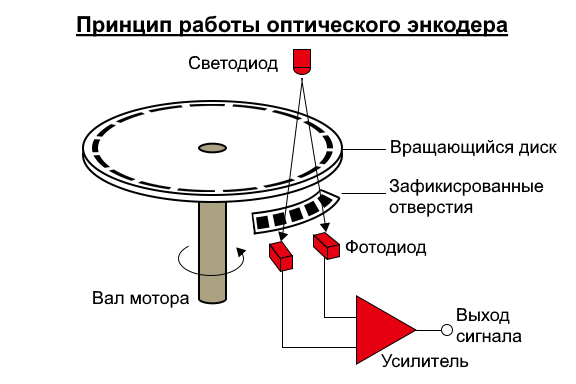 Принцип работы оптического энкодера
Светодиод
Вращающийся диск
Зафикисрованные
отверстия
Фотодиод
Вал мотора
Выход
сигнала
Усилитель